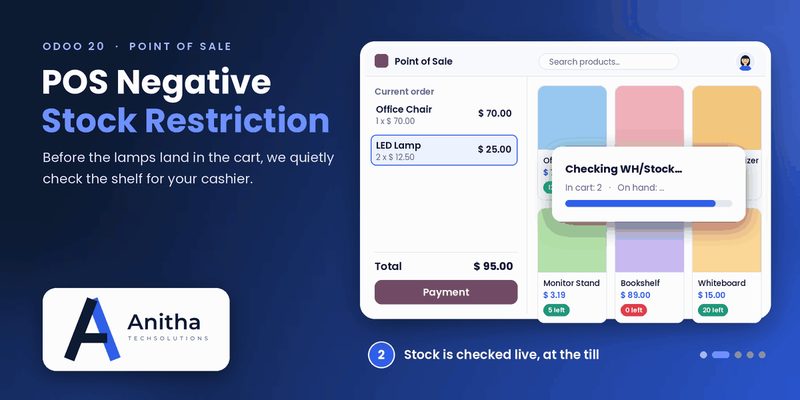 ODOO 20 · POINT OF SALE
POS Negative
Stock Restriction
Before the lamps land in the cart, we quietly
check the shelf for your cashier.
Anitha
TECHSOLUTIONS
Point of Sale
Search products...
Current order
Office Chair
1 x $ 70.00
$ 70.00
LED Lamp
2 x $ 12.50
$ 25.00
Total
$ 95.00
Payment
Checking WH/Stock...
In cart: 2 · On hand: ...
Monitor Stand
$ 3.19
5 left
Bookshelf
$ 89.00
0 left
Whiteboard
$ 15.00
20 left
2
Stock is checked live, at the till